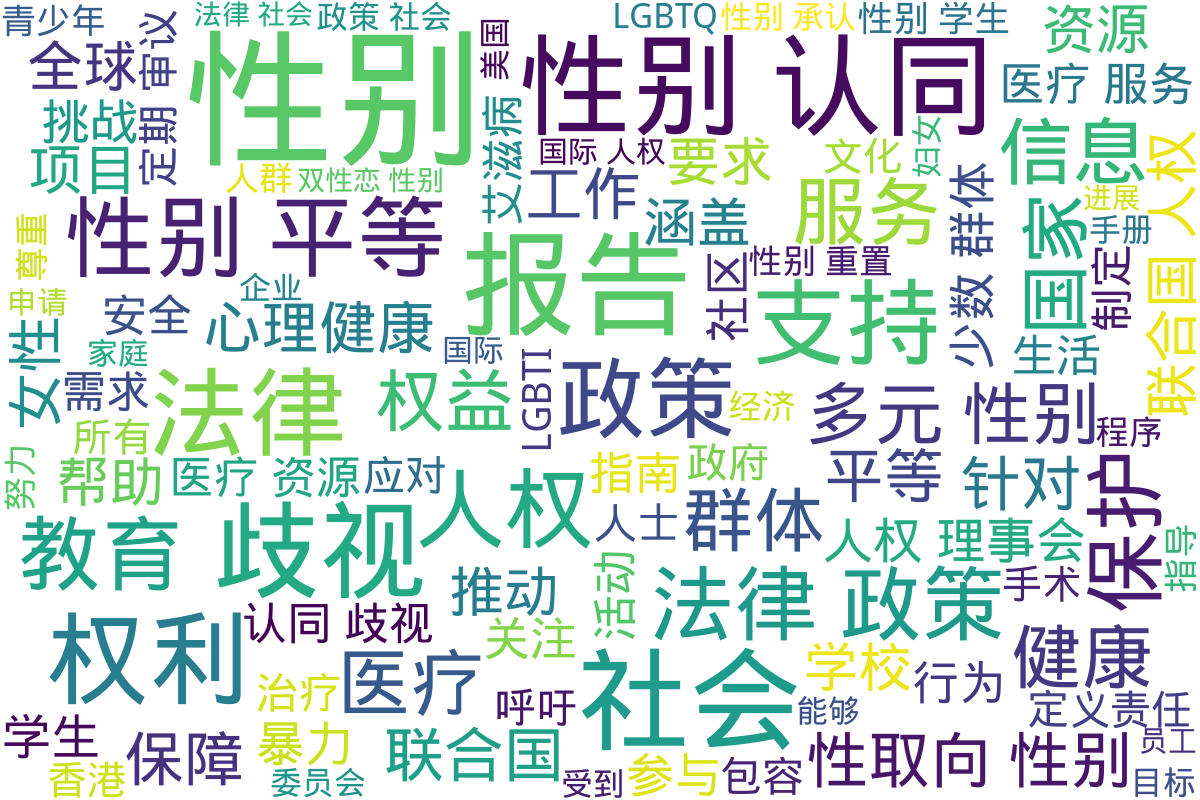 青少年
法律 社会
政策 社会
LGBTQ
性别 承认
性别 学生
全球
审议
性别
美国
性别 认同
资源
医疗 服务
挑战
定期
艾滋病
国际 人权
要求
文化
妇女
信息
人权
项目
人群
双性恋 性别
工作
服务
群体
进展
尊重
性别 平等
涵盖
国家
手册
报告
社区
性别 重置
制定
联合国
申请
安全
企业
支持
少数
女性
心理健康
家庭
国际
生活
需求
法律
权益
LGBTI
政策
经济
多元 性别
程序
所有
努力
帮助
医疗 资源
应对
人权
指南
政府
平等
针对
保护
教育
歧视
人士
群体
人权 理事会
指导
推动
活动
法律 政策
手术
权利
认同 歧视
关注
健康
治疗
医疗
呼吁
社会
学校
行为
能够
定义
责任
学生
保障
暴力
联合国
性取向 性别
员工
香港
委员会
受到
参与
包容
目标